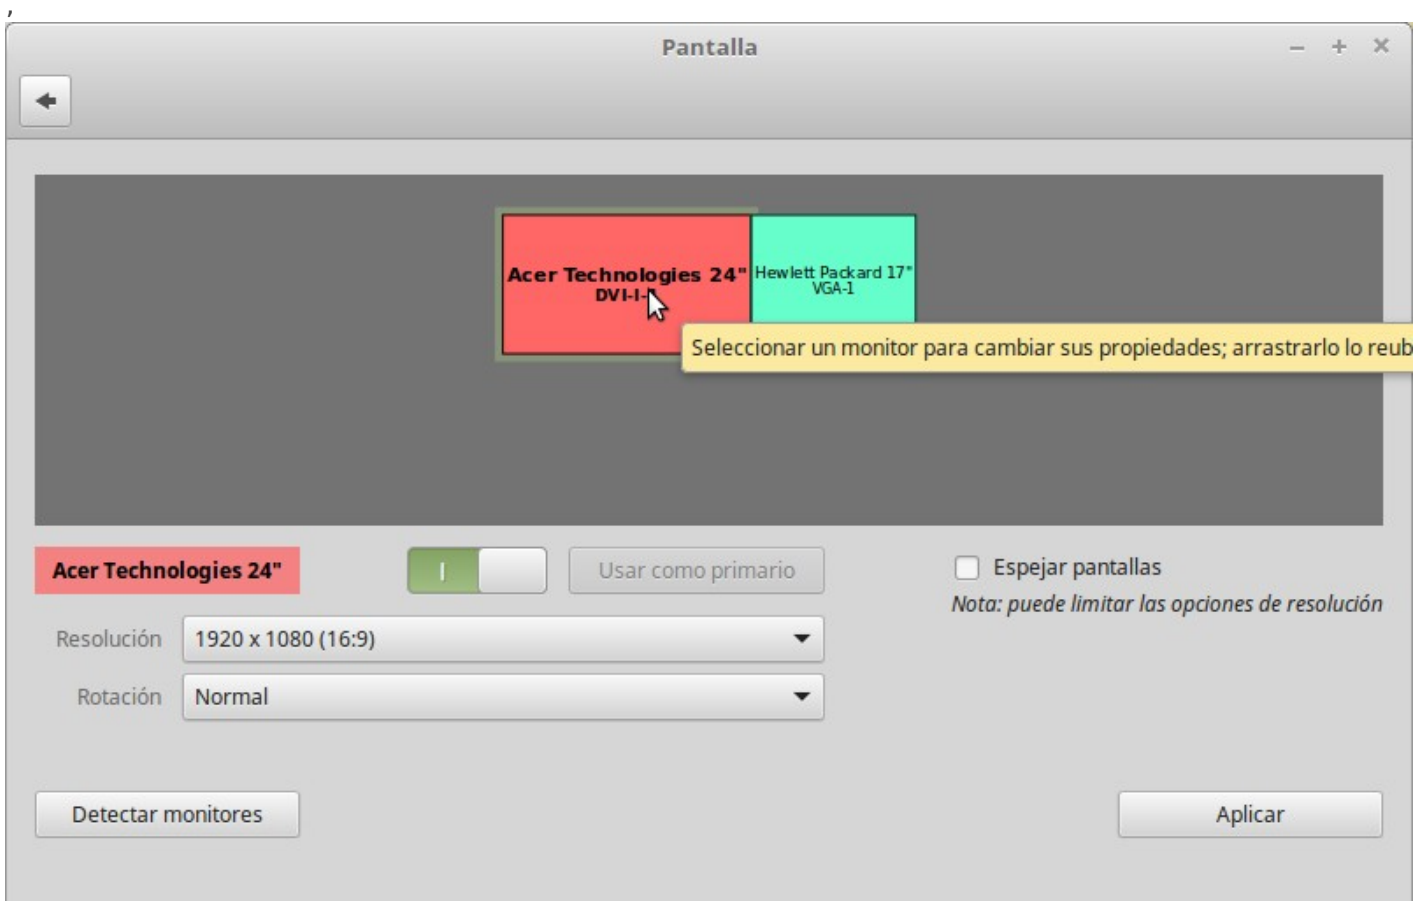 ,
Pantalla
Acer Technologies 24"
DVI-I-
Hewlett Packard 17"
VGA-1
Seleccionar un monitor para cambiar sus propiedades; arrastrarlo lo reub
Acer Technologies 24"
Usar como primario
Espejar pantallas
Nota: puede limitar las opciones de resolución
Resolución
1920 x 1080 (16:9)
Rotación
Normal
Detectar monitores
Aplicar